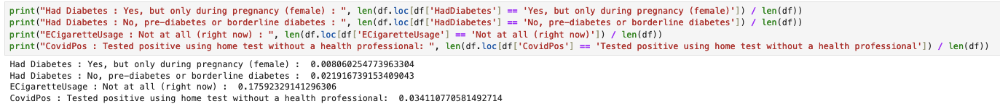 print("Had Diabetes : Yes, but only during pregnancy (female) : ", len(df.loc[df['HadDiabetes'] == 'Yes, but only during pregnancy (female)']) / len(df))
print("Had Diabetes : No, pre-diabetes or borderline diabetes : ", len(df.loc[df['HadDiabetes'] == 'No, pre-diabetes or borderline diabetes']) / len(df))
print("ECigaretteUsage : Not at all (right now) : ", len(df.loc[df['ECigaretteUsage'] == 'Not at all (right now)']) / len(df))
print("CovidPos : Tested positive using home test without a health professional: ", len(df.loc[df['CovidPos'] == 'Tested positive using home test without a health professional']) / len(df))
Had Diabetes : Yes, but only during pregnancy (female) :  0.008060254773963304
Had Diabetes : No, pre-diabetes or borderline diabetes :  0.021916739153409043
ECigaretteUsage : Not at all (right now) :  0.17592329141296306
CovidPos : Tested positive using home test without a health professional:  0.034110770581492714